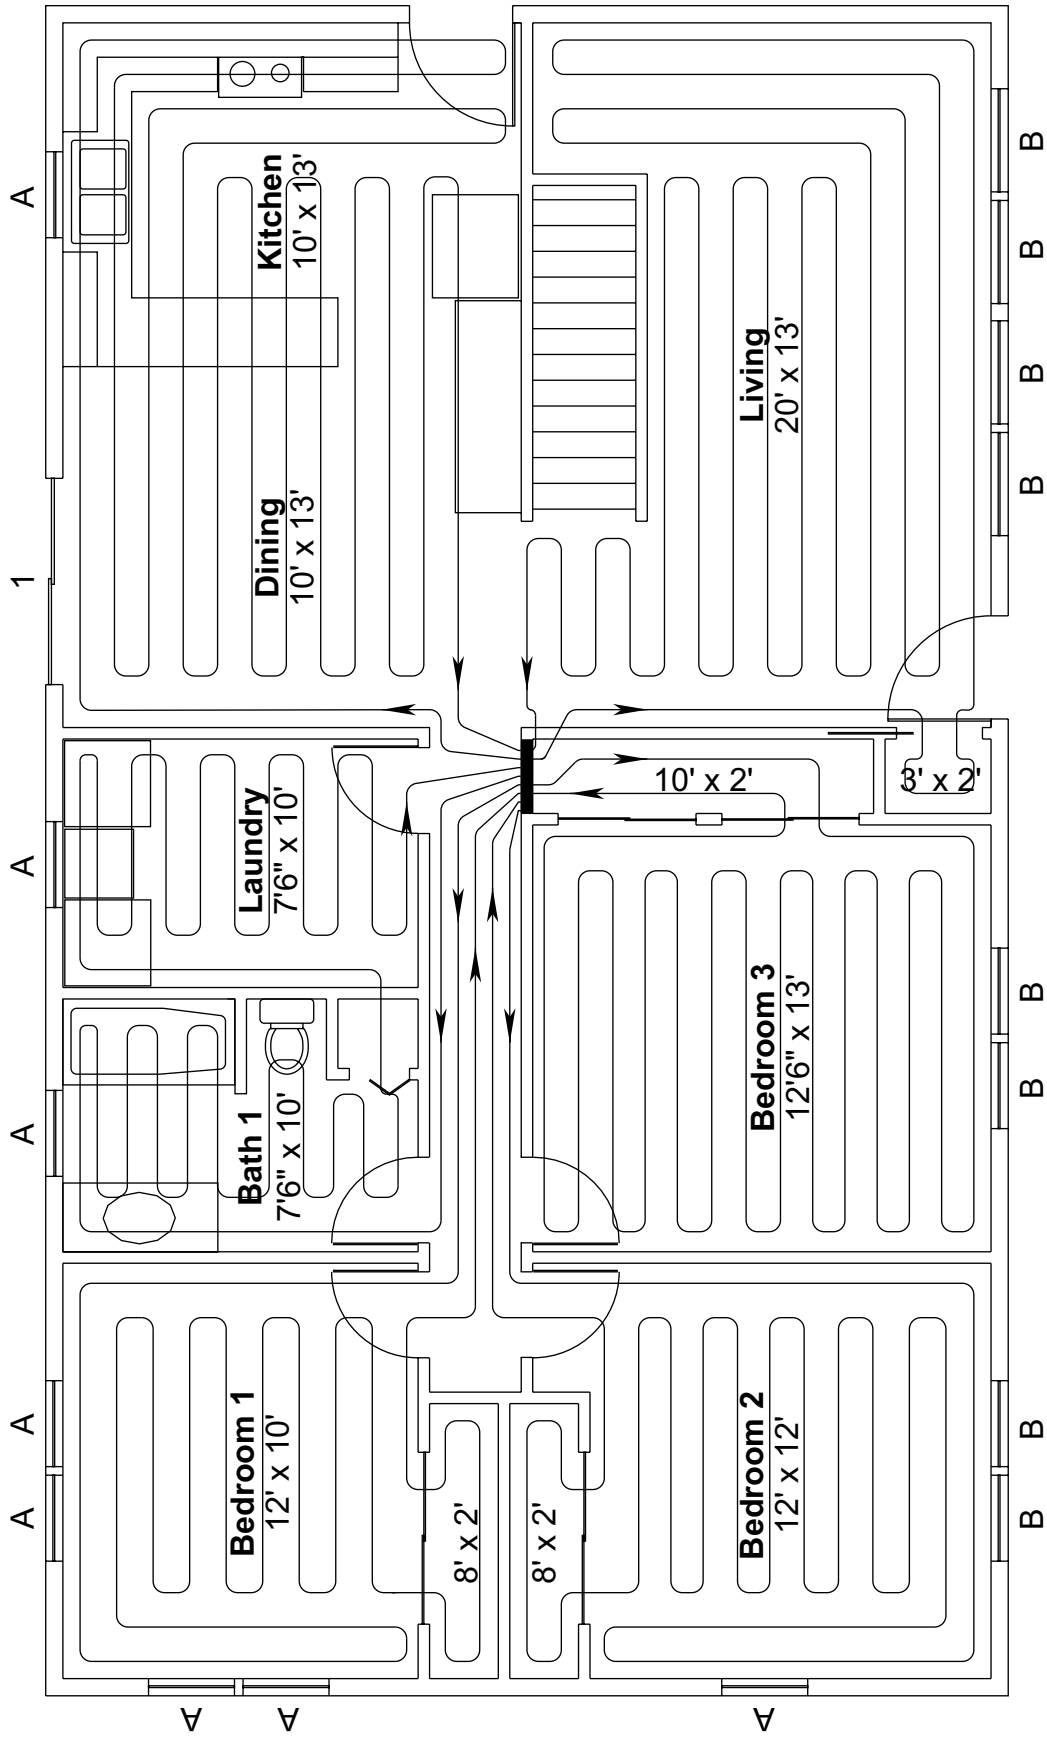 A
A
A
A
1
A
A
A
Bedroom 1
12' x 10'
Bath 1
7'6" x 10'
Laundry
7'6" x 10'
Dining
10' x 13'
Kitchen
10' x 13'
8' x 2'
8' x 2'
10' x 2'
3' x 2'
A
Bedroom 2
12' x 12'
Bedroom 3
12'6" x 13'
Living
20' x 13'
B
B
B
B
B
B
B
B